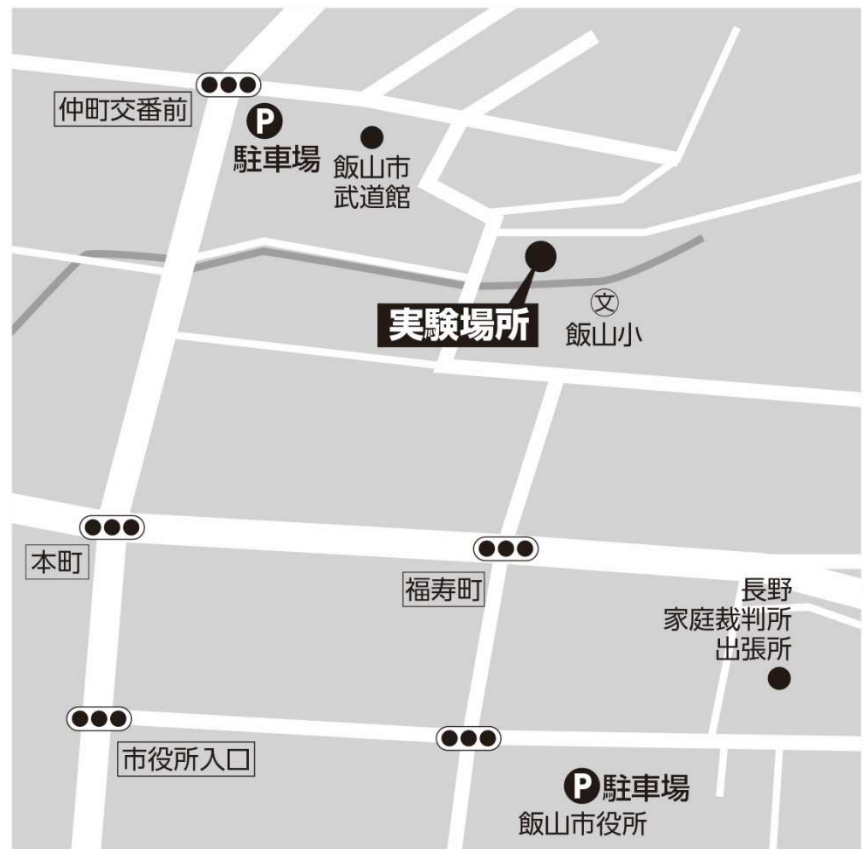 仲町交番前
P
駐車場
飯山市
武道館
実験場所
文
飯山小
本町
福寿町
長野
家庭裁判所
出張所
市役所入口
P駐車場
飯山市役所